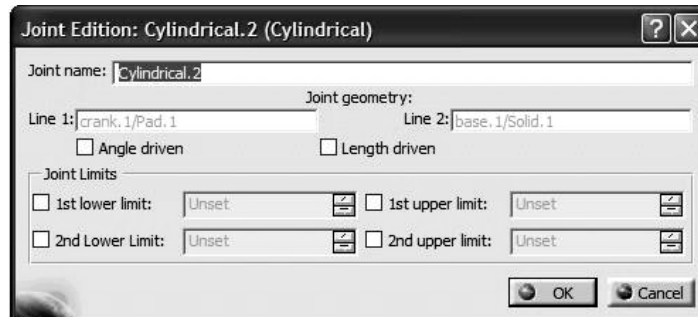 Joint Edition: Cylindrical.2 (Cylindrical)
Joint name: Cylindrical.2
Joint geometry:
Line 1: crank.1/Pad.1 Line 2: base.1/Solid.1
Angle driven Length driven
Joint Limits
1st lower limit: Unset 1st upper limit: Unset
2nd Lower Limit: Unset 2nd upper limit: Unset
OK Cancel